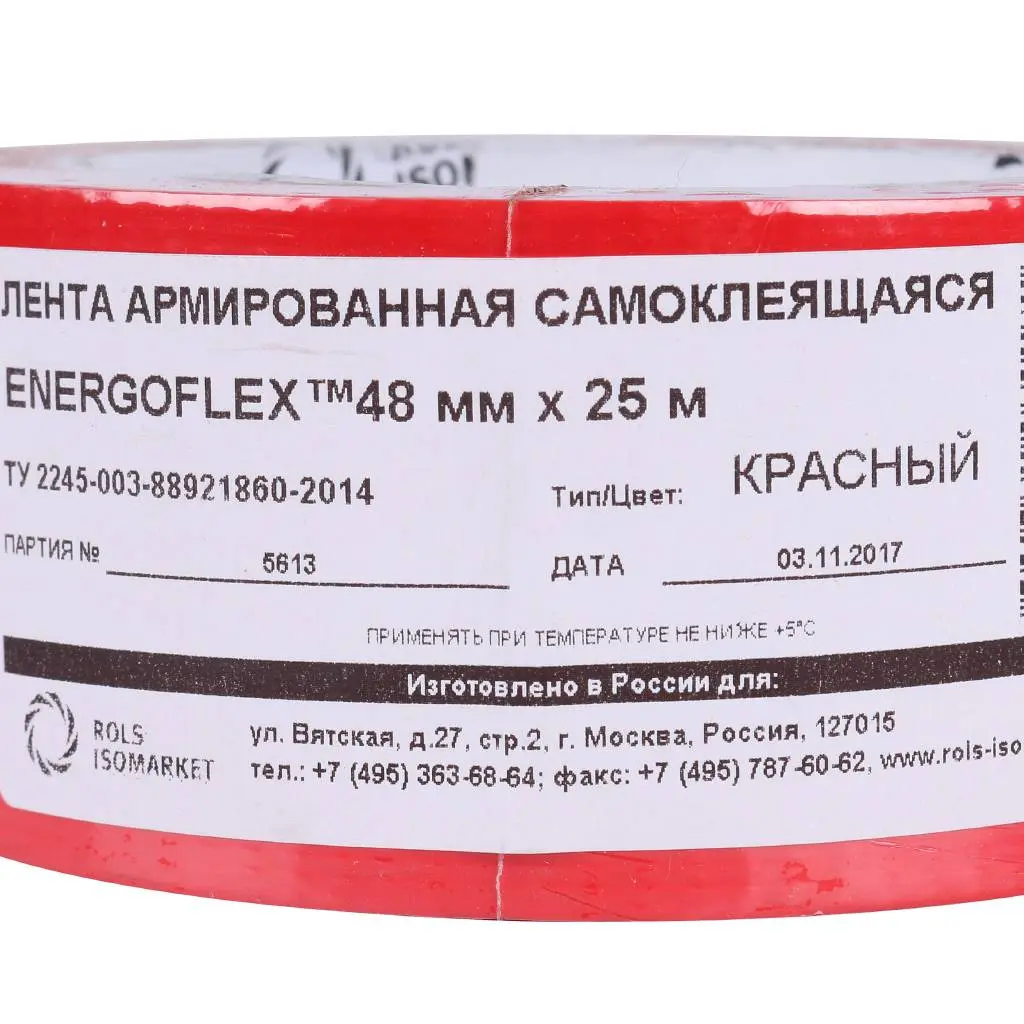 ISOM
ЛЕНТА АРМИРОВАННАЯ САМОКЛЕЯЩАЯСЯ
ENERGOFLEX™48 мм x 25 м
ТУ 2245-003-88921860-2014
Тип/Цвет: КРАСНЫЙ
ПАРТИЯ № 5613 ДАТА 03.11.2017
ПРИМЕНЯТЬ ПРИ ТЕМПЕРАТУРЕ НЕ НИЖЕ +5°С
Изготовлено в России для:
ROLS
ISOMARKET
ул. Вятская, д.27, стр.2, г. Москва, Россия, 127015
тел.: +7 (495) 363-68-64; факс: +7 (495) 787-60-62, www.rols-iso